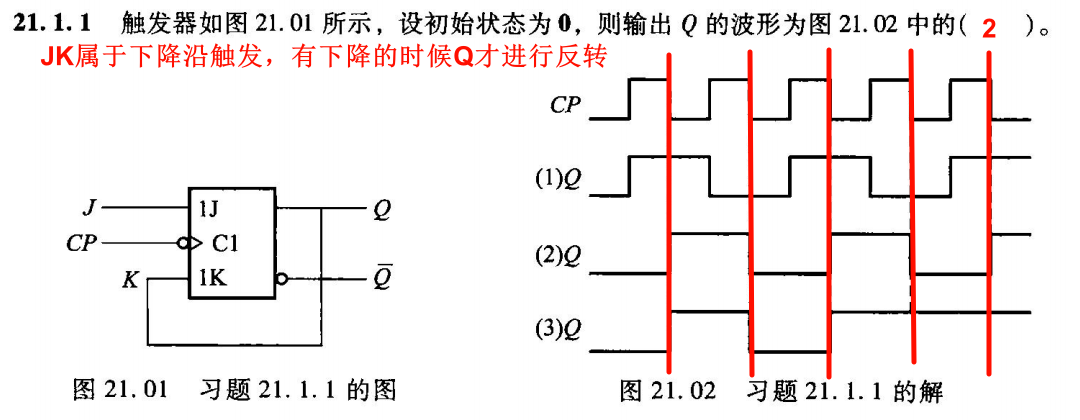 21.1.1 触发器如图 21.01 所示，设初始状态为 0，则输出 Q 的波形为图 21.02 中的( 2 )。
JK属于下降沿触发，有下降的时候Q才进行反转
CP
(1)Q
(2)Q
(3)Q
J 1J Q
CP C1
K 1K Q̅
图 21.01 习题 21.1.1 的图
图 21.02 习题 21.1.1 的解